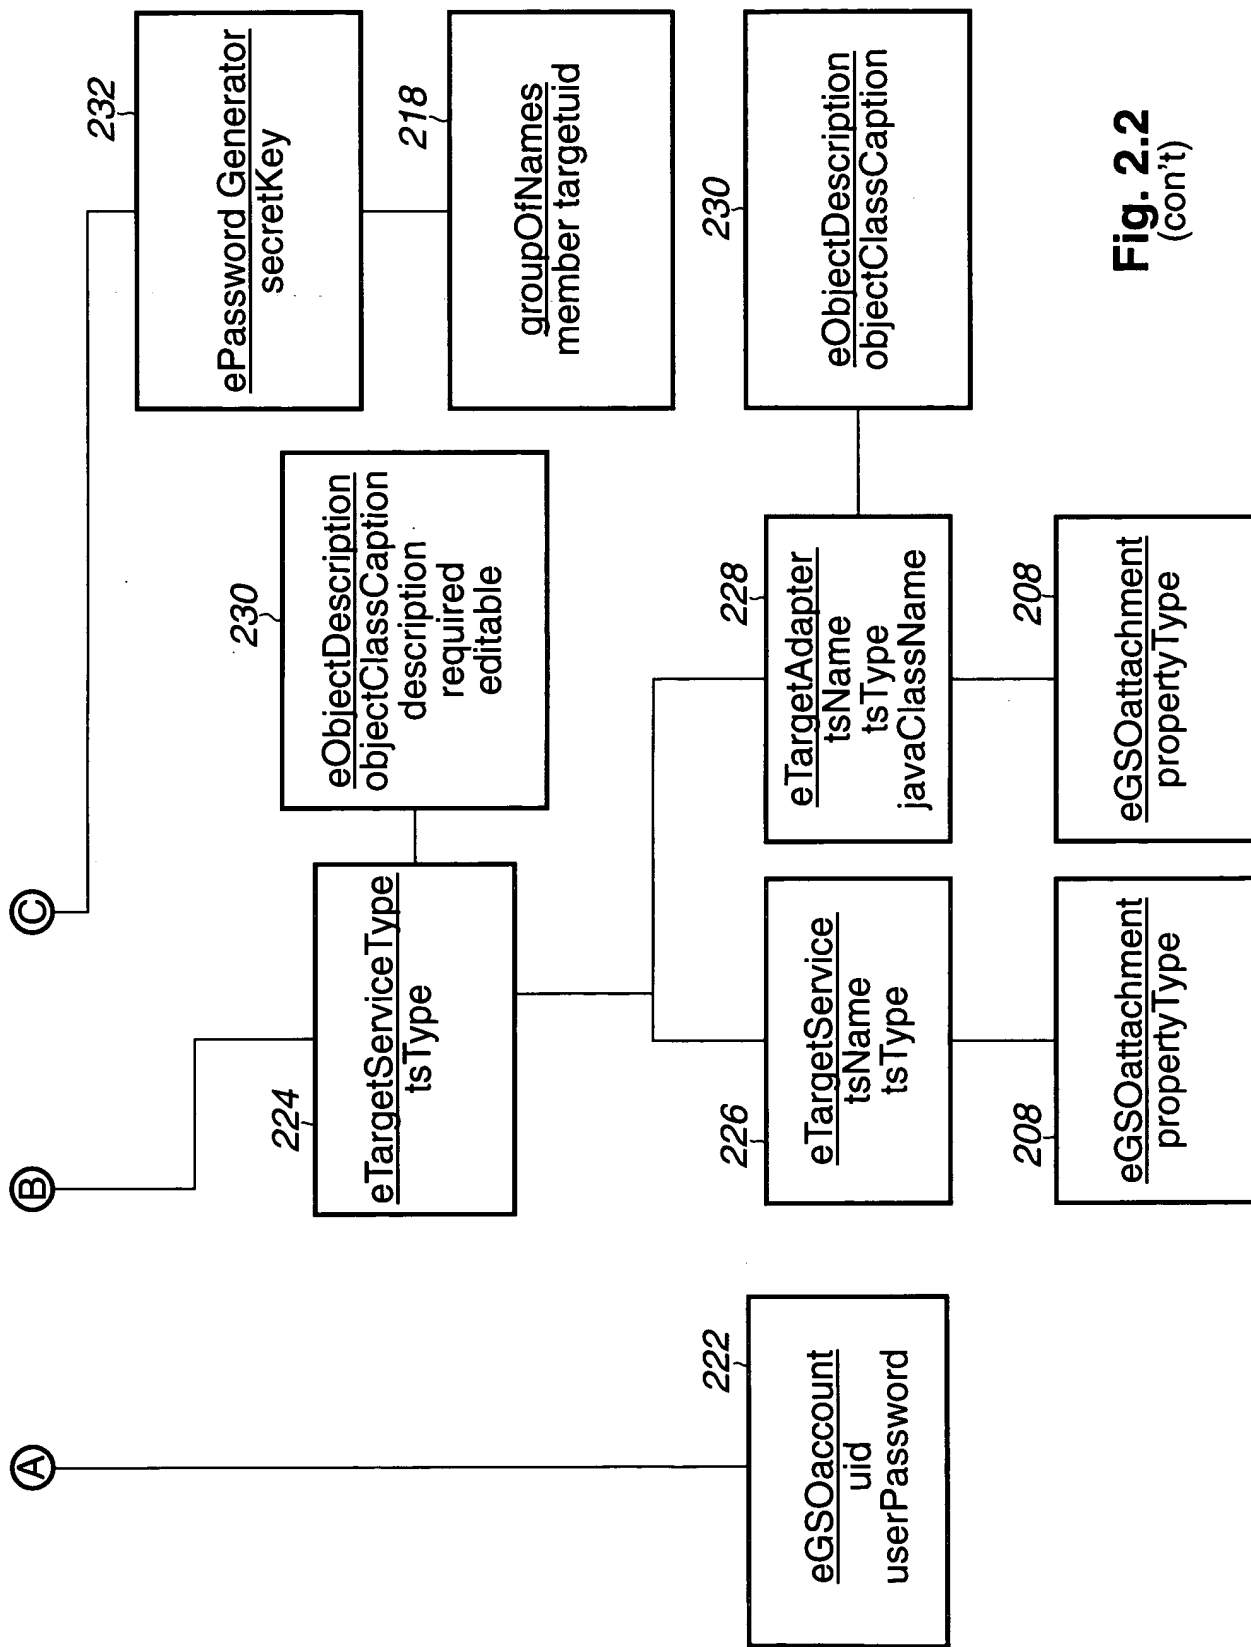 A
B
C
232
ePassword Generator
secretKey
218
groupOfNames
member targetuid
230
eObjectDescription
objectClassCaption
description
required
editable
224
eTargetServiceType
tsType
230
eObjectDescription
objectClassCaption
228
eTargetAdapter
tsName
tsType
javaClassName
226
eTargetService
tsName
tsType
222
eGSOaccount
uid
userPassword
208
eGSOattachment
propertyType
208
eGSOattachment
propertyType
Fig. 2.2
(con't)